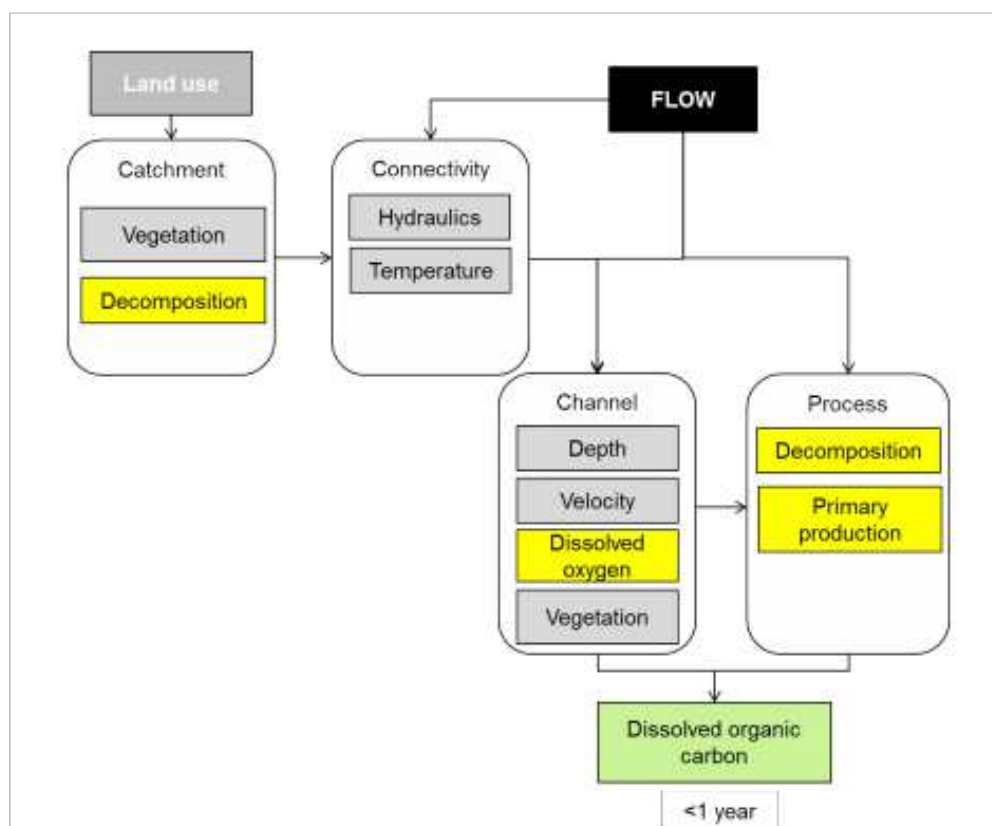 Land use
FLOW
Catchment
Vegetation
Decomposition
Connectivity
Hydraulics
Temperature
Channel
Depth
Velocity
Dissolved
oxygen
Vegetation
Process
Decomposition
Primary
production
Dissolved organic
carbon
<1 year